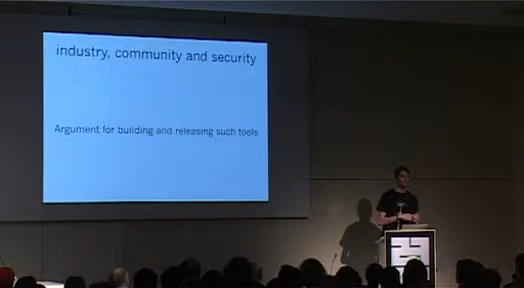 industry, community and security
Argument for building and releasing such tools